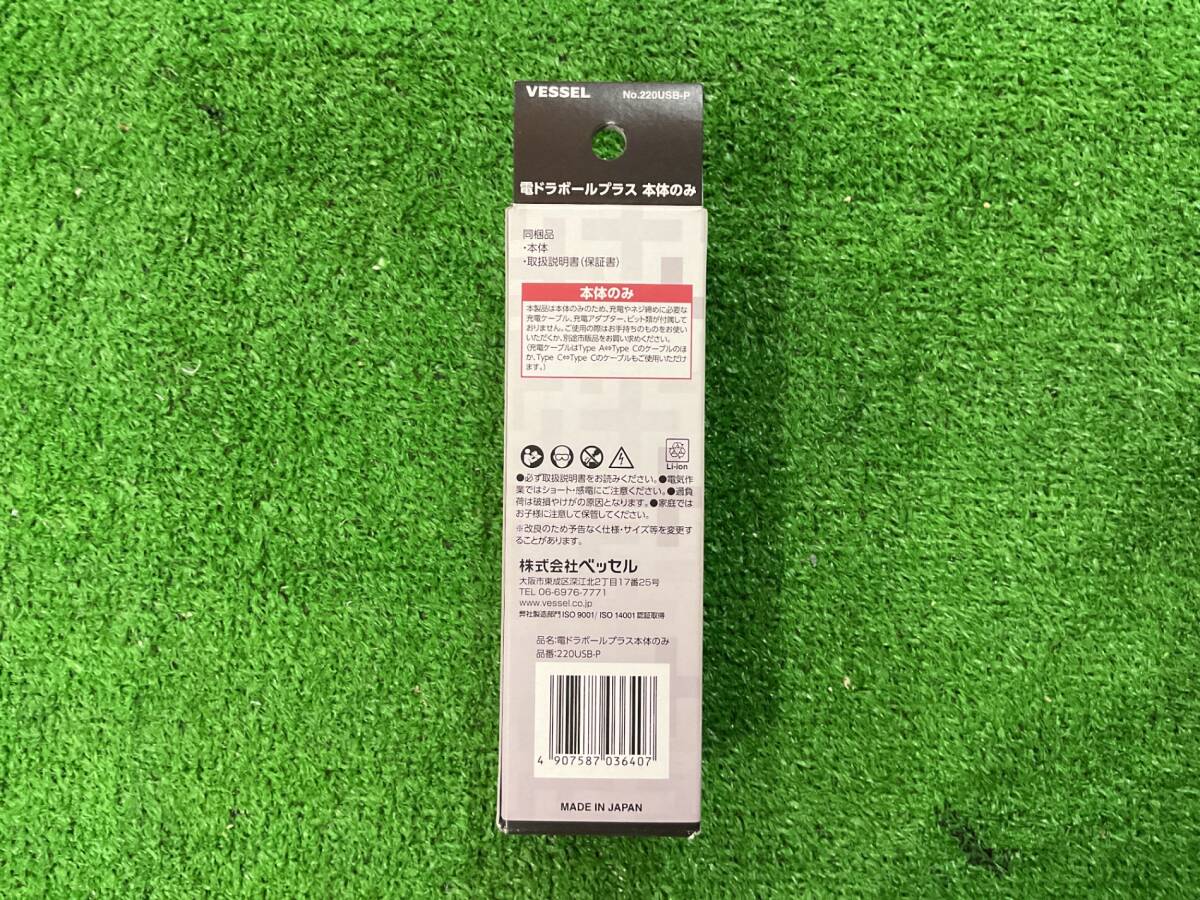 VESSEL No.220USB-P
電ドラボールプラス 本体のみ
同梱品
・本体
・取扱説明書(保証書)
本体のみ
本製品は本体のみのため、充電やネジ締めに必要な
充電ケーブル、充電アダプター、ビット類が付属して
おりません。ご使用の際はお手持ちのものをお使い
いただくか、別途市販品をお買い求めください。
(充電ケーブルはType A⇔Type Cのケーブルのほ
か、Type C⇔Type Cのケーブルもご使用いただけ
ます。)
Li-ion
●必ず取扱説明書をお読みください。●電気作
業ではショート・感電にご注意ください。●過負
荷は破損やけがの原因となります。●家庭では
お子様に注意して保管してください。
※改良のため予告なく仕様・サイズ等を変更す
ることがあります。
株式会社ベッセル
大阪市東成区深江北2丁目17番25号
TEL 06-6976-7771
www.vessel.co.jp
弊社製造部門 ISO 9001/ ISO 14001 認証取得
品名:電ドラボールプラス本体のみ
品番:220USB-P
4 907587 036407
MADE IN JAPAN